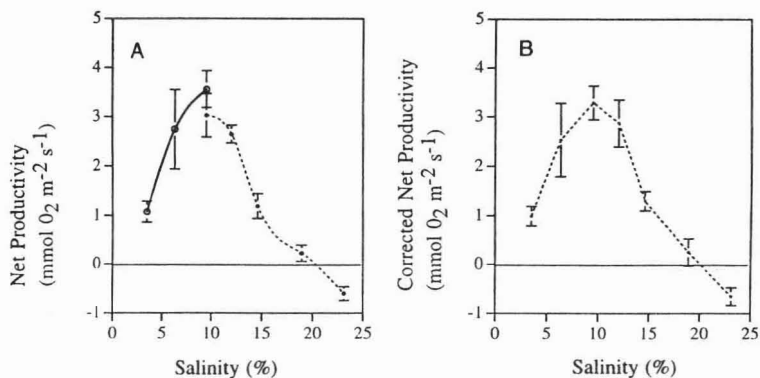 A
5
4
3
2
1
0
-1
Net Productivity
(mmol O2 m-2 s-1)
0 5 10 15 20 25
Salinity (%)
B
5
4
3
2
1
0
-1
Corrected Net Productivity
(mmol O2 m-2 s-1)
0 5 10 15 20 25
Salinity (%)